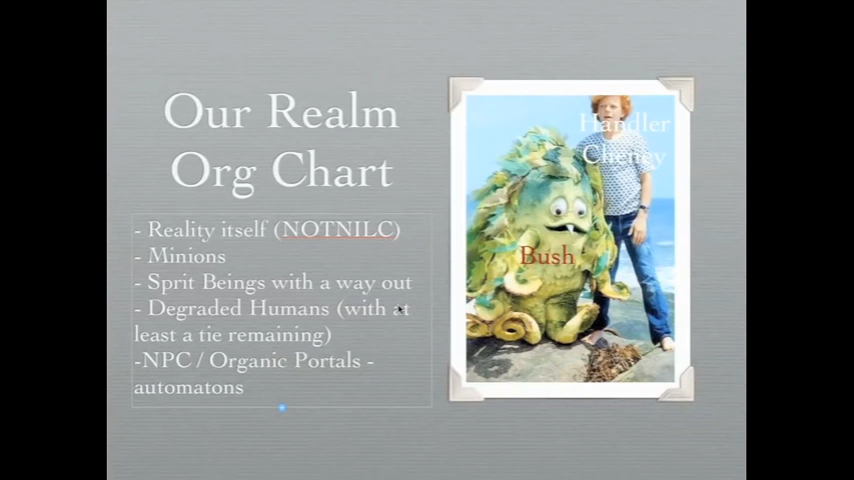 Our Realm
Org Chart
- Reality itself (NOTNILC)
- Minions
- Sprit Beings with a way out
- Degraded Humans (with at
least a tie remaining)
-NPC / Organic Portals -
automatons
Handler
Cheney
Bush